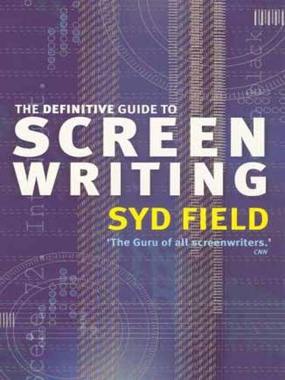 THE DEFINITIVE GUIDE TO
SCREEN
WRITING
SYD FIELD
'The Guru of all screenwriters.'
CNN